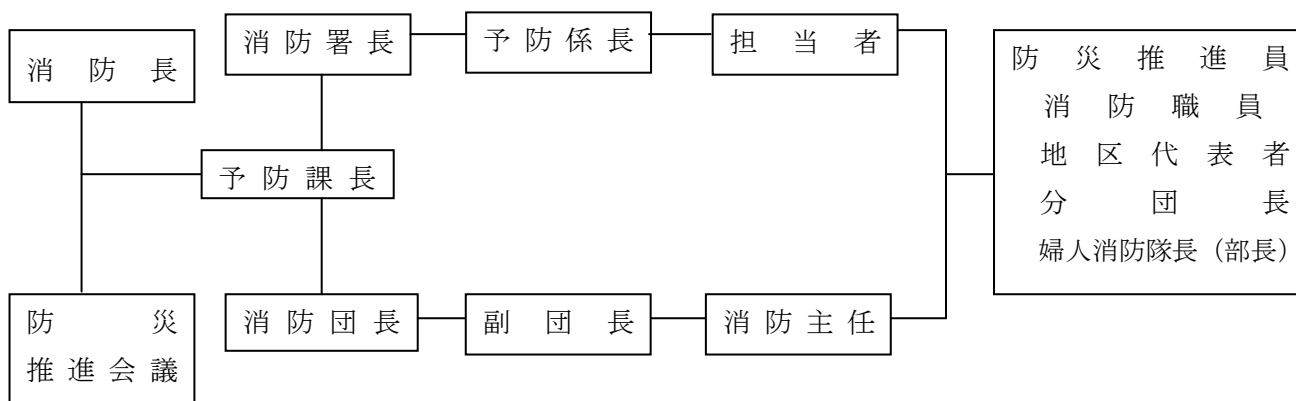 消防長
消防署長
予防係長
担当者
予防課長
消防団長
副団長
消防主任
防災
推進会議
防災推進員
消防職員
地区代表者
分団長
婦人消防隊長（部長）